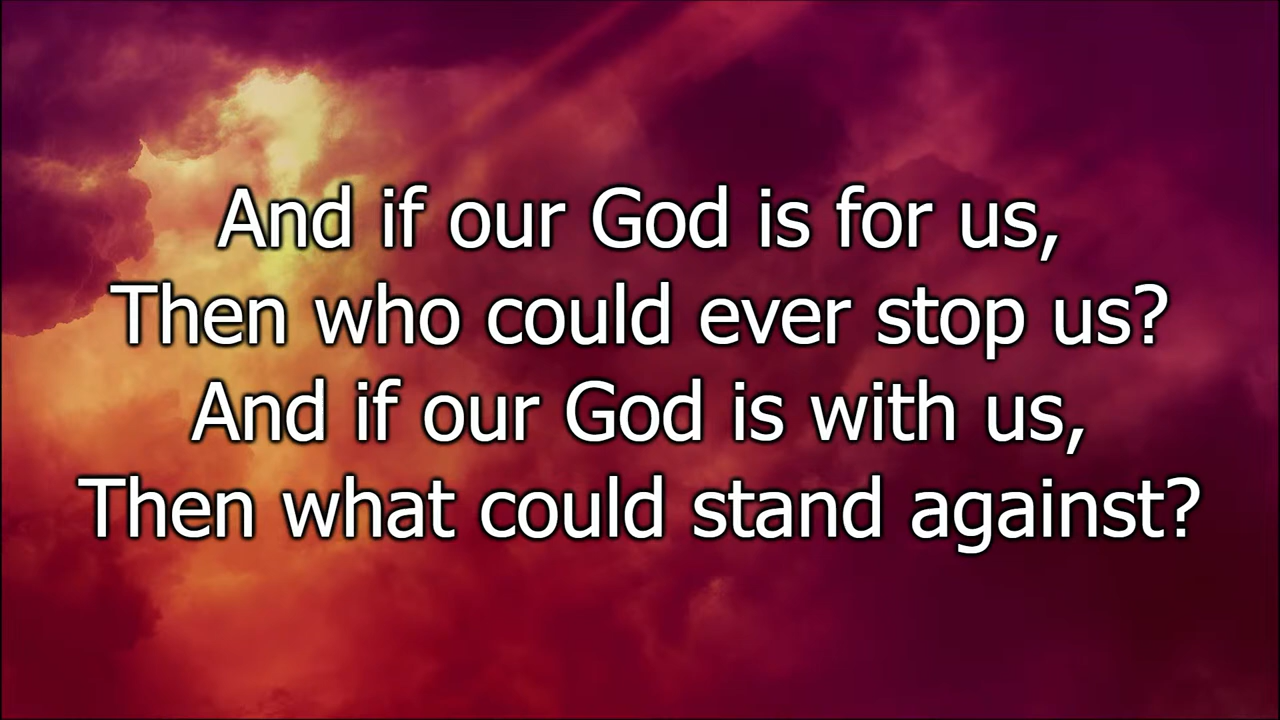 And if our God is for us,
Then who could ever stop us?
And if our God is with us,
Then what could stand against?